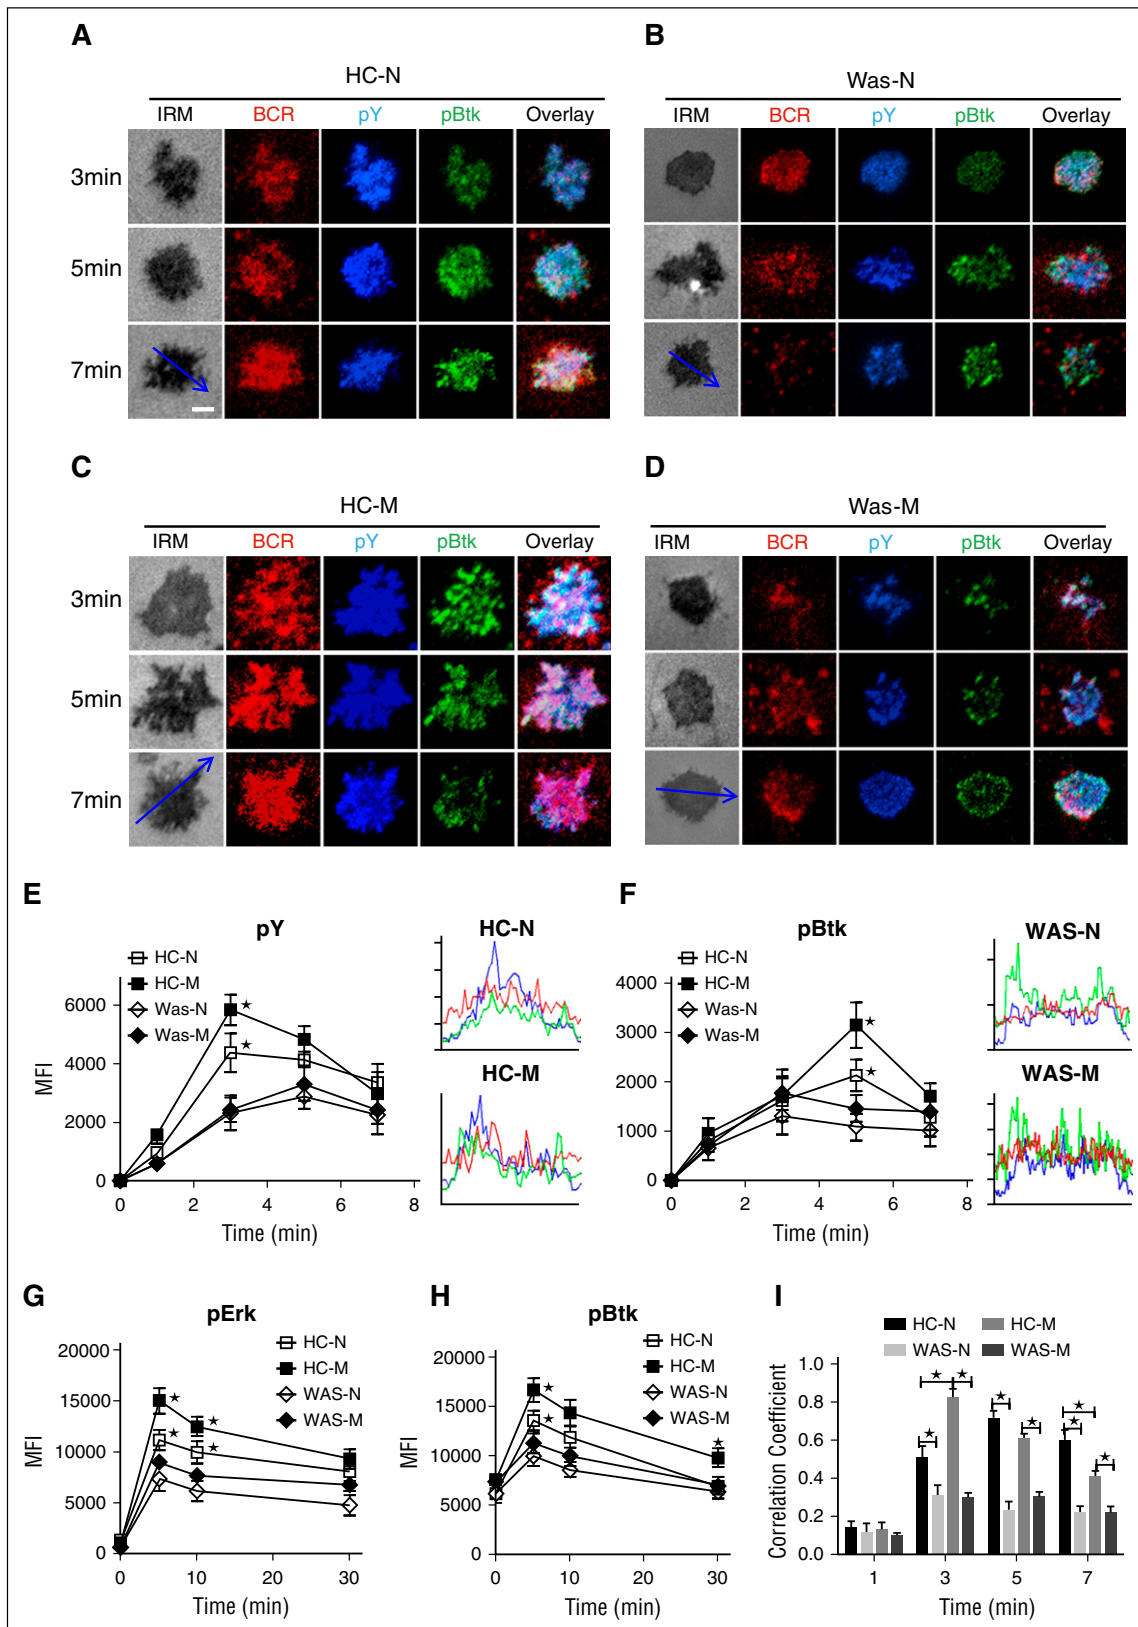 A
HC-N
IRM BCR pY pBtk Overlay
3min
5min
7min
B
Was-N
IRM BCR pY pBtk Overlay
C
HC-M
IRM BCR pY pBtk Overlay
3min
5min
7min
D
Was-M
IRM BCR pY pBtk Overlay
E
pY
HC-N
HC-M
Was-N
Was-M
MFI
6000
4000
2000
0
0 2 4 6 8
Time (min)
HC-N
HC-M
F
pBtk
HC-N
HC-M
Was-N
Was-M
4000
3000
2000
1000
0
0 2 4 6 8
Time (min)
WAS-N
WAS-M
G
pErk
HC-N
HC-M
WAS-N
WAS-M
MFI
20000
15000
10000
5000
0
0 10 20 30
Time (min)
H
pBtk
HC-N
HC-M
WAS-N
WAS-M
MFI
20000
15000
10000
5000
0
0 10 20 30
Time (min)
I
HC-N HC-M
WAS-N WAS-M
Correlation Coefficient
1.0
0.8
0.6
0.4
0.2
0.0
1 3 5 7
Time (min)